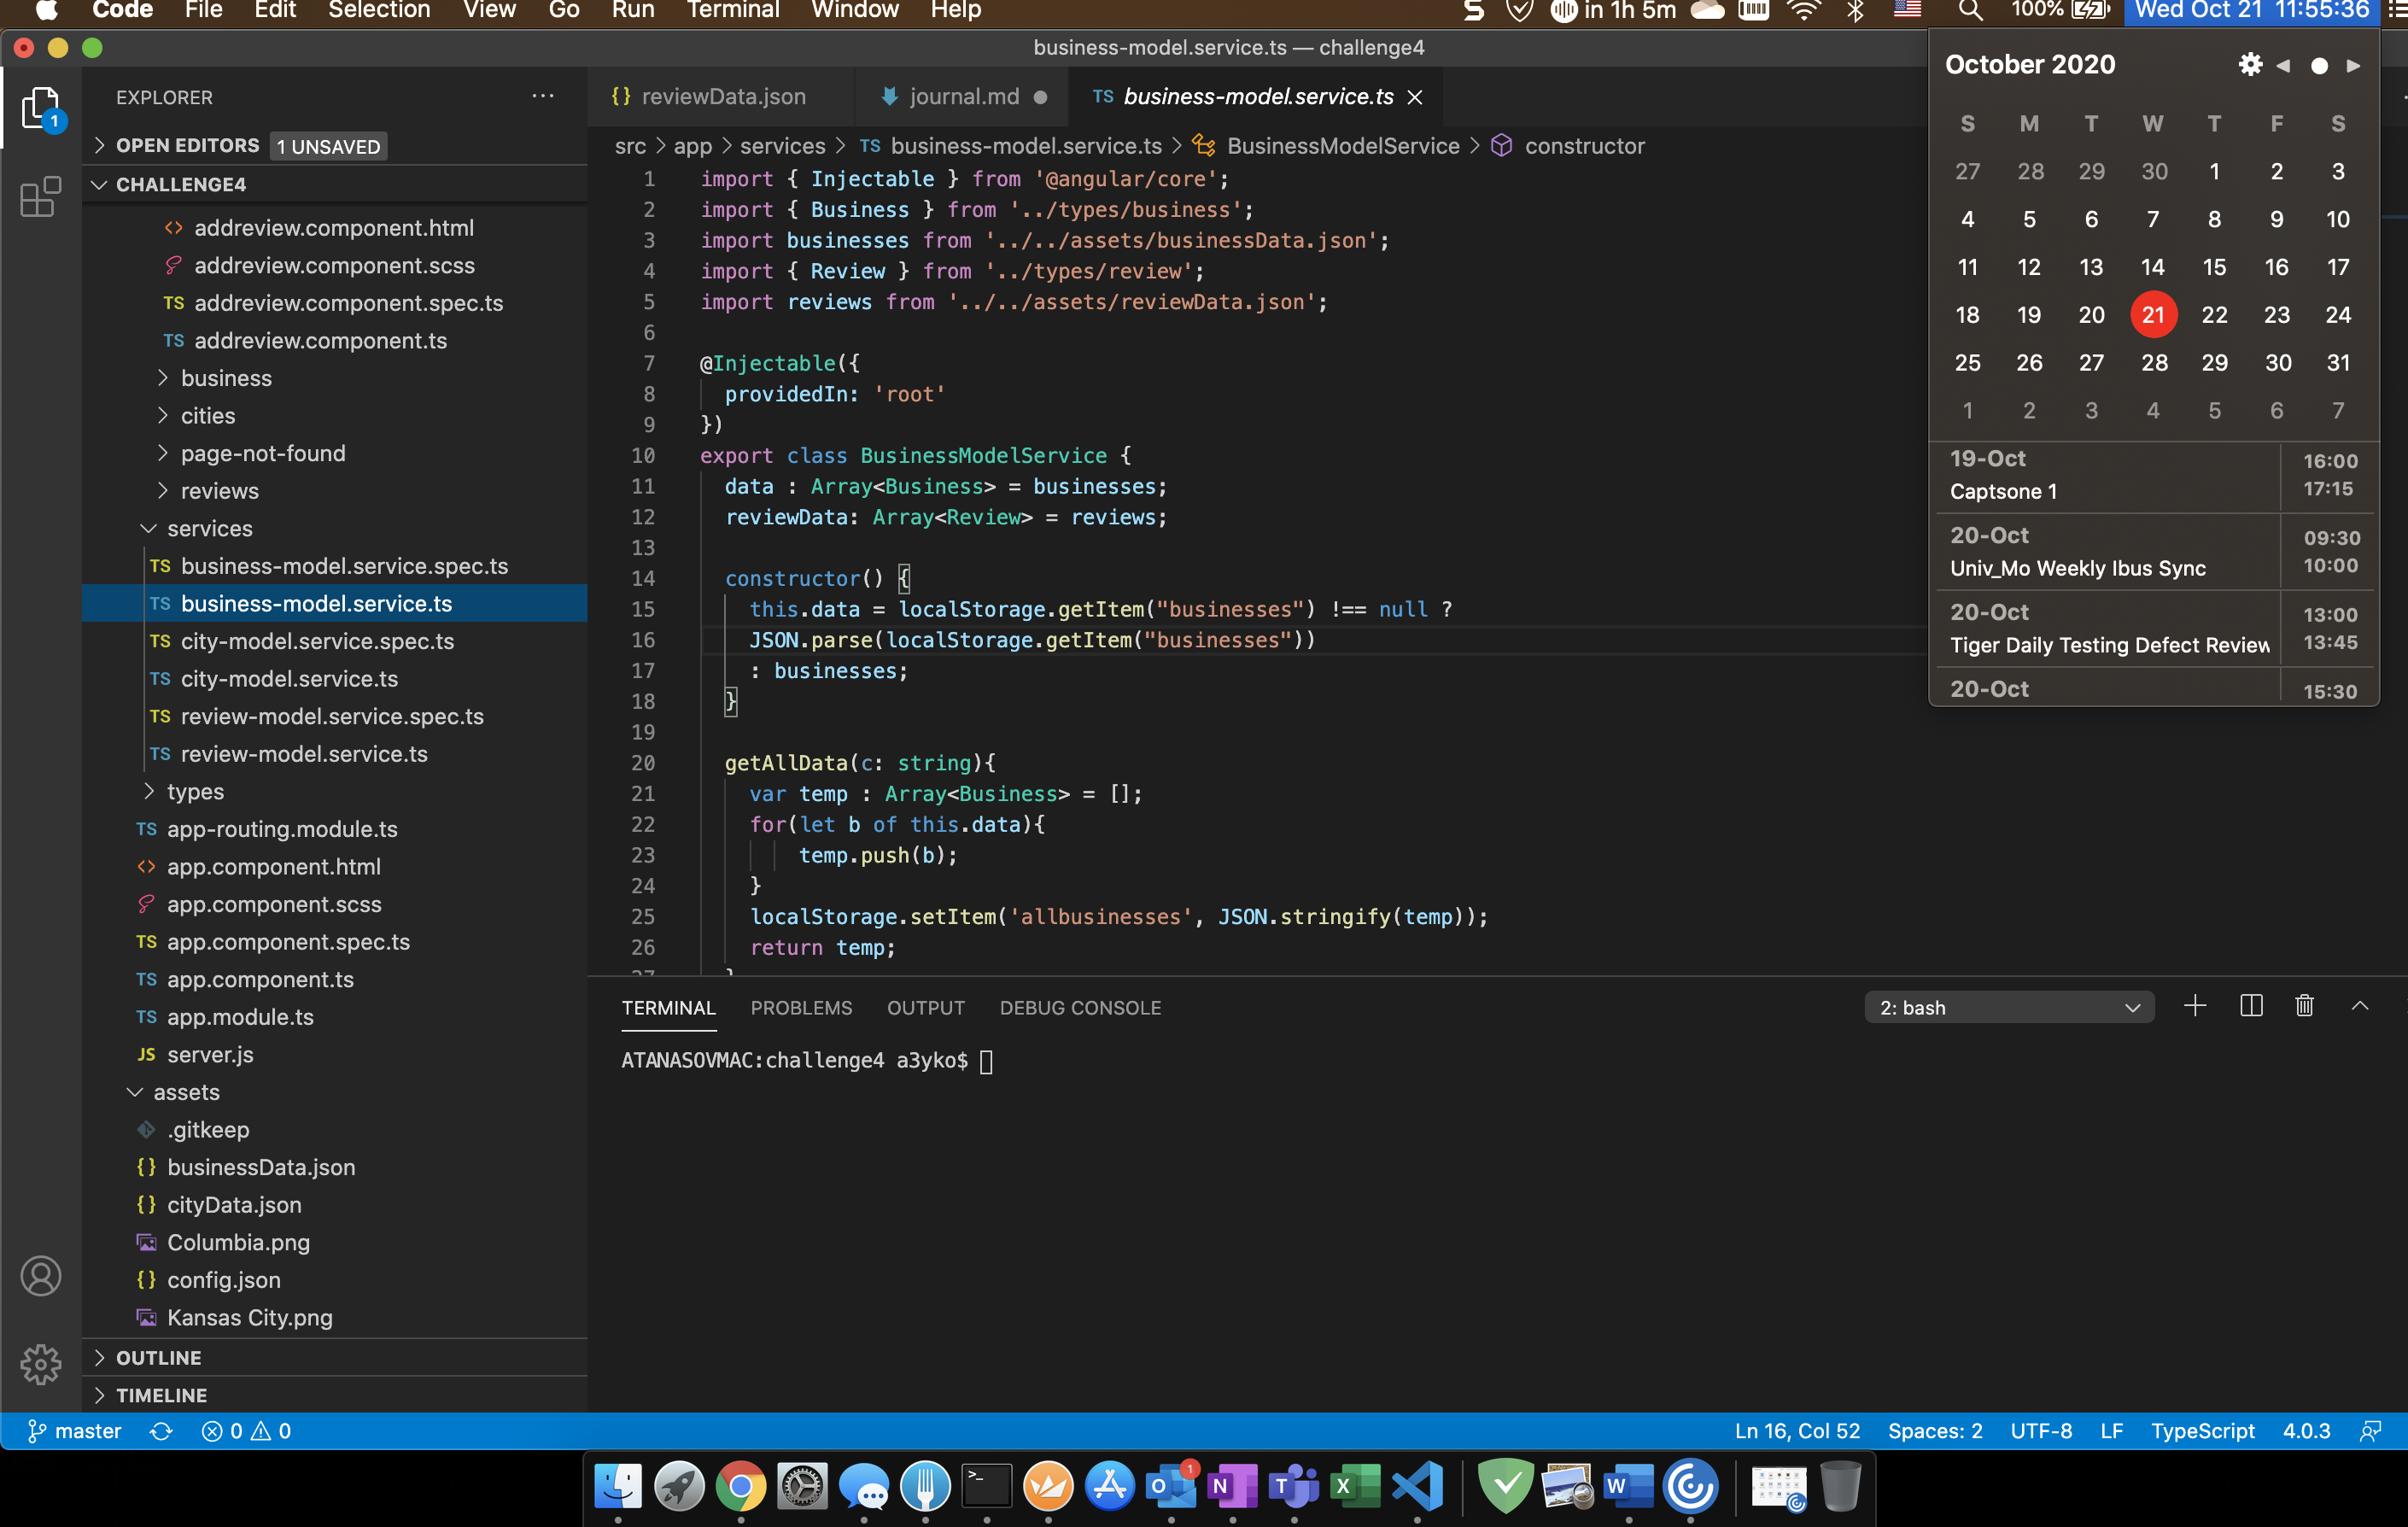 Code File Edit Selection View Go Run Terminal Window Help in 1h 5m 100% Wed Oct 21 11:55:36
business-model.service.ts — challenge4
EXPLORER
1
OPEN EDITORS 1 UNSAVED
CHALLENGE4
addreview.component.html
addreview.component.scss
TS addreview.component.spec.ts
TS addreview.component.ts
business
cities
page-not-found
reviews
services
TS business-model.service.spec.ts
TS business-model.service.ts
TS city-model.service.spec.ts
TS city-model.service.ts
TS review-model.service.spec.ts
TS review-model.service.ts
types
TS app-routing.module.ts
app.component.html
app.component.scss
TS app.component.spec.ts
TS app.component.ts
TS app.module.ts
JS server.js
assets
.gitkeep
{} businessData.json
{} cityData.json
Columbia.png
{} config.json
Kansas City.png
OUTLINE
TIMELINE
{} reviewData.json journal.md TS business-model.service.ts
src > app > services > TS business-model.service.ts > BusinessModelService > constructor
1 import { Injectable } from '@angular/core';
2 import { Business } from '../types/business';
3 import businesses from '../../assets/businessData.json';
4 import { Review } from '../types/review';
5 import reviews from '../../assets/reviewData.json';
6
7 @Injectable({
8 providedIn: 'root'
9 })
10 export class BusinessModelService {
11 data : Array<Business> = businesses;
12 reviewData: Array<Review> = reviews;
13
14 constructor() {
15 this.data = localStorage.getItem("businesses") !== null ?
16 JSON.parse(localStorage.getItem("businesses"))
17 : businesses;
18 }
19
20 getAllData(c: string){
21 var temp : Array<Business> = [];
22 for(let b of this.data){
23 temp.push(b);
24 }
25 localStorage.setItem('allbusinesses', JSON.stringify(temp));
26 return temp;
27 }
October 2020
S M T W T F S
27 28 29 30 1 2 3
4 5 6 7 8 9 10
11 12 13 14 15 16 17
18 19 20 21 22 23 24
25 26 27 28 29 30 31
1 2 3 4 5 6 7
19-Oct 16:00
Captsone 1 17:15
20-Oct 09:30
Univ_Mo Weekly Ibus Sync 10:00
20-Oct 13:00
Tiger Daily Testing Defect Review 13:45
20-Oct 15:30
TERMINAL PROBLEMS OUTPUT DEBUG CONSOLE 2: bash
ATANASOVMAC:challenge4 a3yko$
master 0 0 Ln 16, Col 52 Spaces: 2 UTF-8 LF TypeScript 4.0.3
1
O N T X W